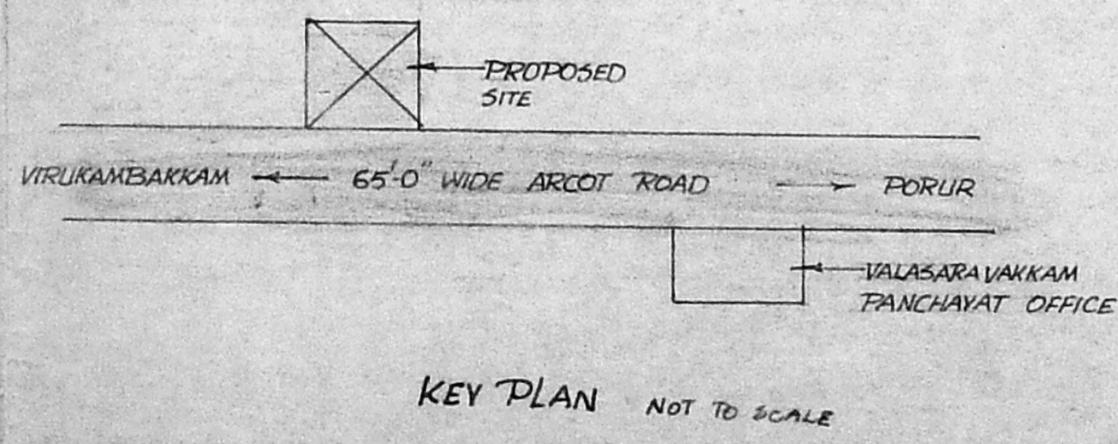 PROPOSED
SITE
VIRUKAMBAKKAM 65'-0" WIDE ARCOT ROAD PORUR
VALASARAVAKKAM
PANCHAYAT OFFICE
KEY PLAN NOT TO SCALE